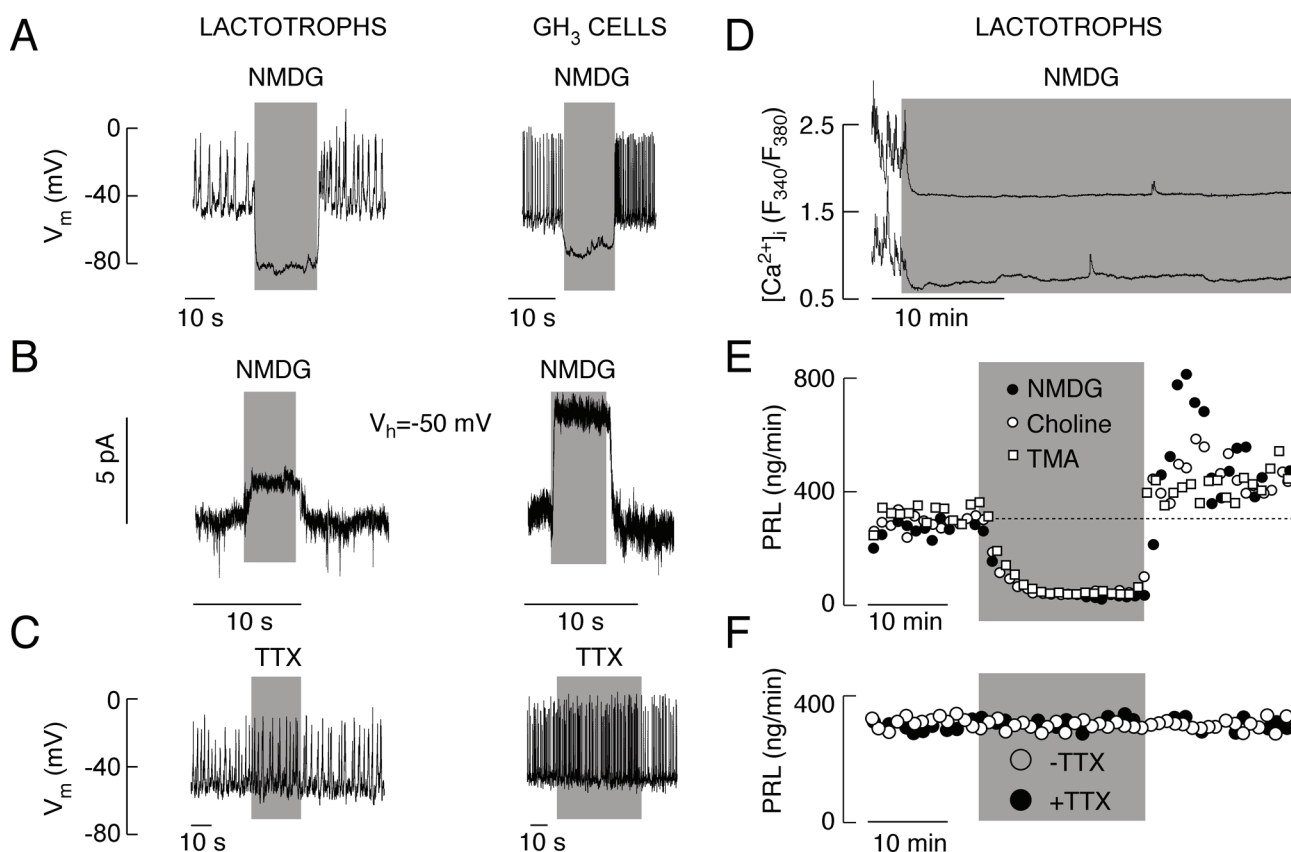 A
LACTOTROPHS
GH3 CELLS
NMDG
NMDG
Vm (mV)
0
-40
-80
10 s
10 s
B
NMDG
NMDG
5 pA
Vh=-50 mV
10 s
10 s
C
TTX
TTX
Vm (mV)
0
-40
-80
10 s
10 s
D
LACTOTROPHS
NMDG
[Ca2+]i (F340/F380)
2.5
1.5
0.5
10 min
E
PRL (ng/min)
800
400
0
NMDG
Choline
TMA
10 min
F
PRL (ng/min)
400
0
-TTX
+TTX
10 min